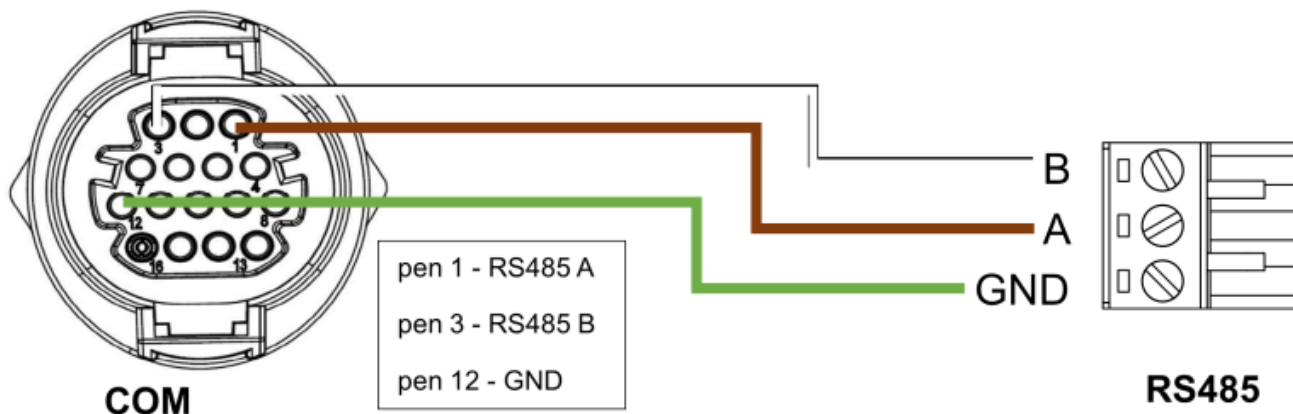 3
1
7
4
12
8
16
13
COM
pen 1 - RS485 A
pen 3 - RS485 B
pen 12 - GND
B
A
GND
RS485